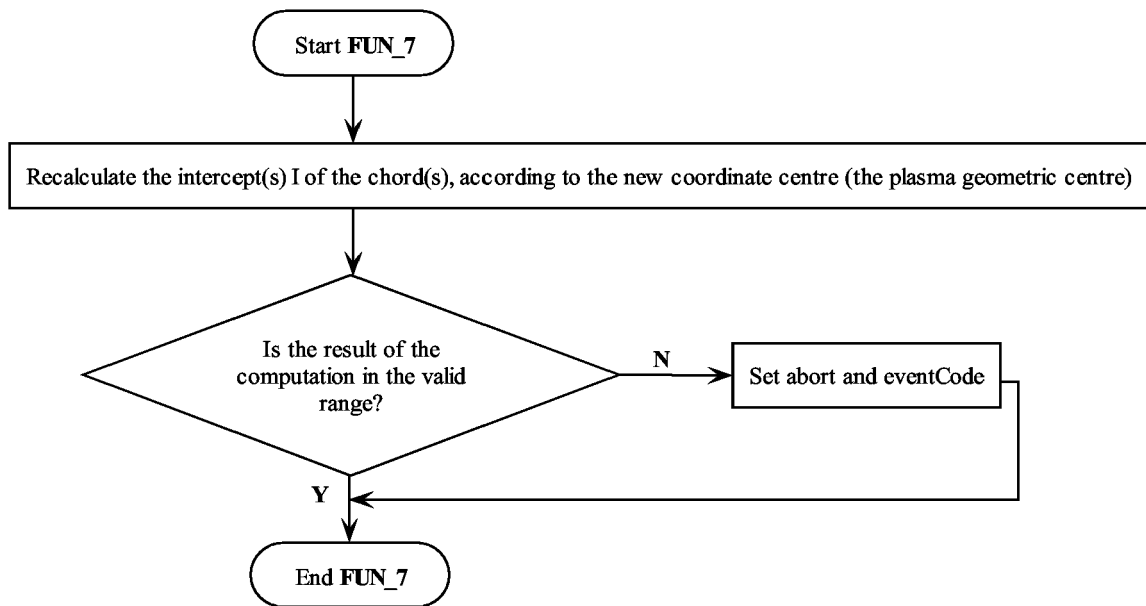 Start FUN_7
Recalculate the intercept(s) I of the chord(s), according to the new coordinate centre (the plasma geometric centre)
Is the result of the
computation in the valid
range?
N
Set abort and eventCode
Y
End FUN_7